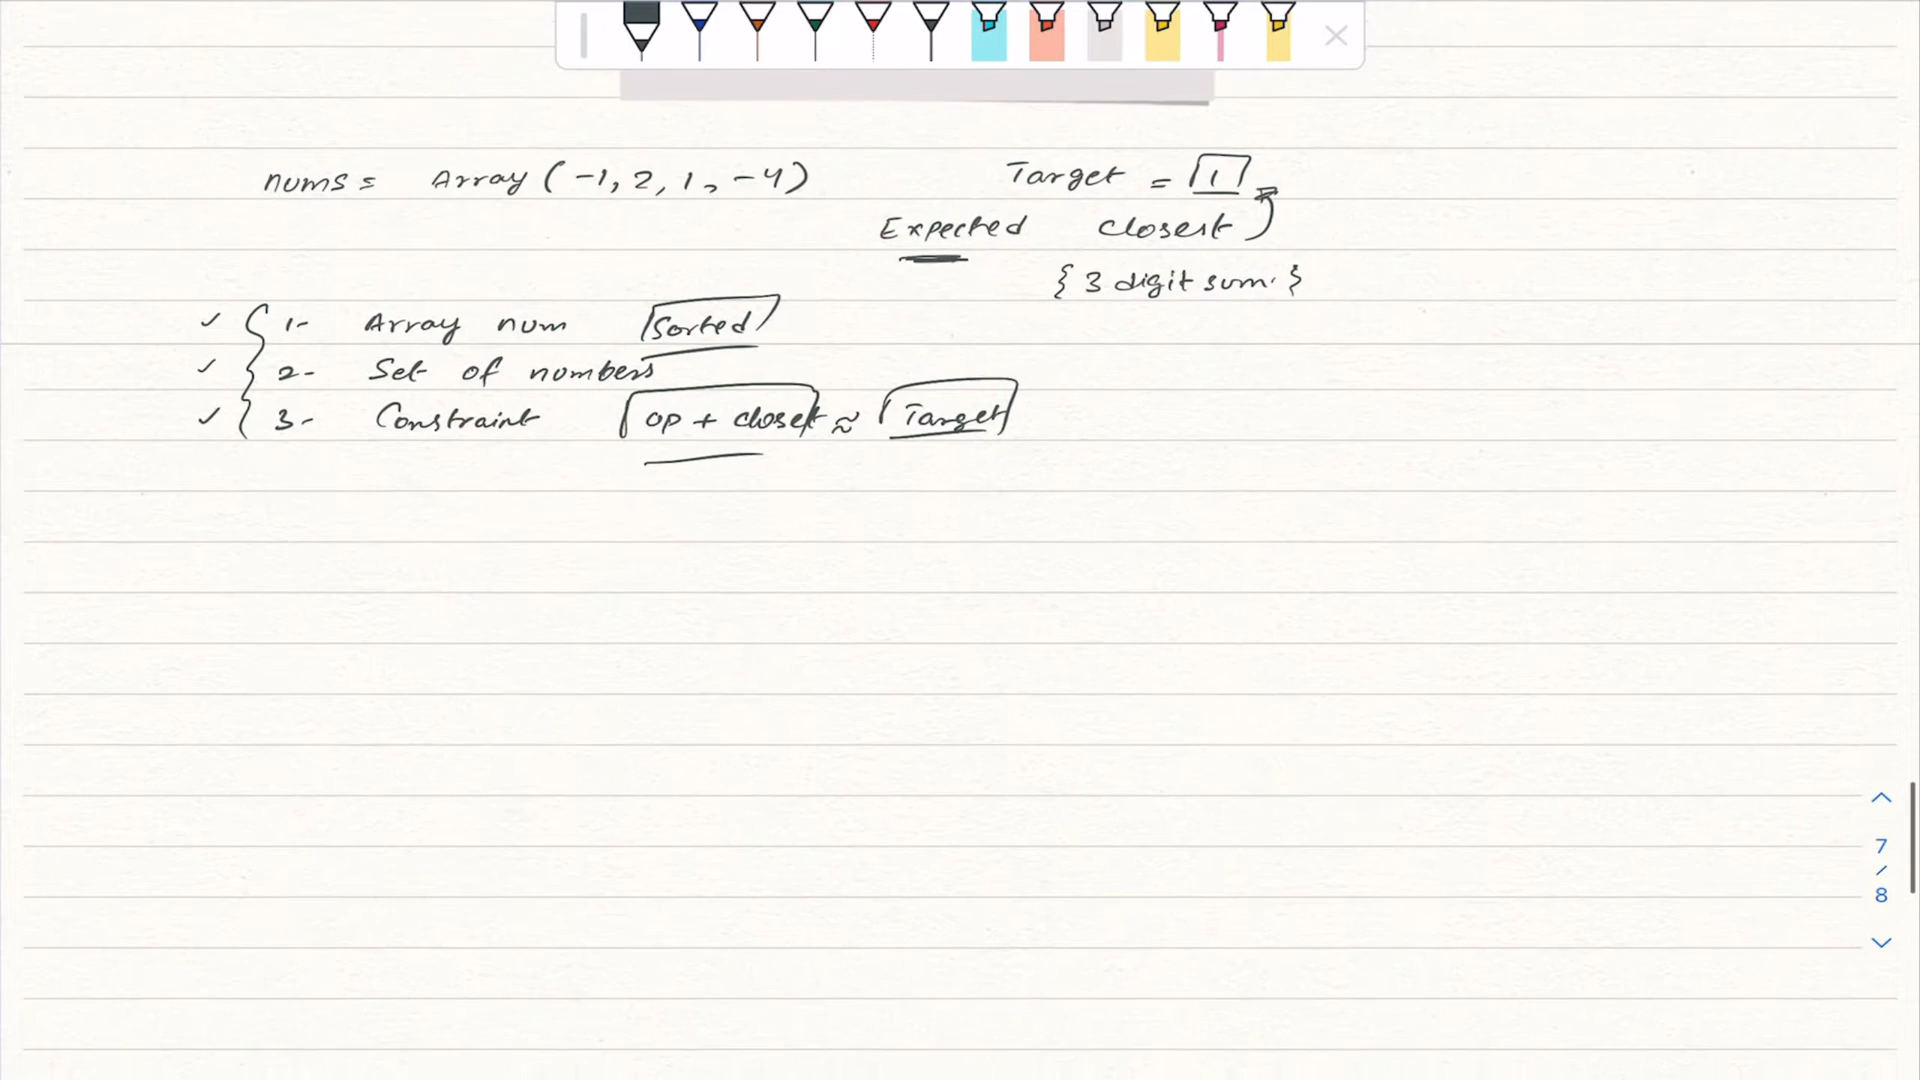 nums = Array (-1, 2, 1, -4) Target = 1
Expected closest
{ 3 digit sum. }
1- Array num Sorted
2- Set of numbers
3- Constraint op + closet ≈ Target
7
/
8